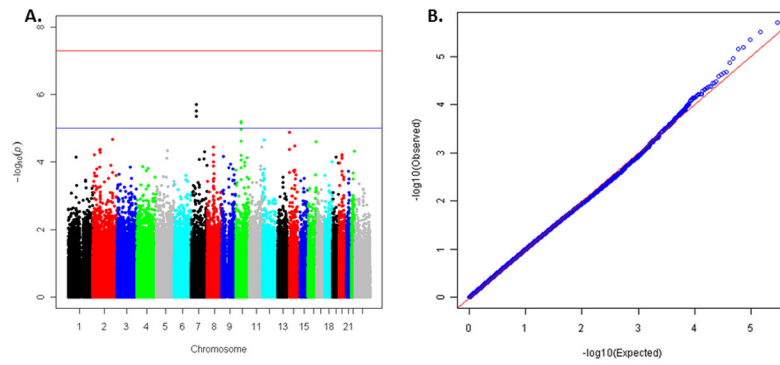 A.
8
6
4
2
0
−log10(p)
1 2 3 4 5 6 7 8 9 11 13 15 18 21
Chromosome
B.
5
4
3
2
1
0
-log10(Observed)
0 1 2 3 4 5
-log10(Expected)